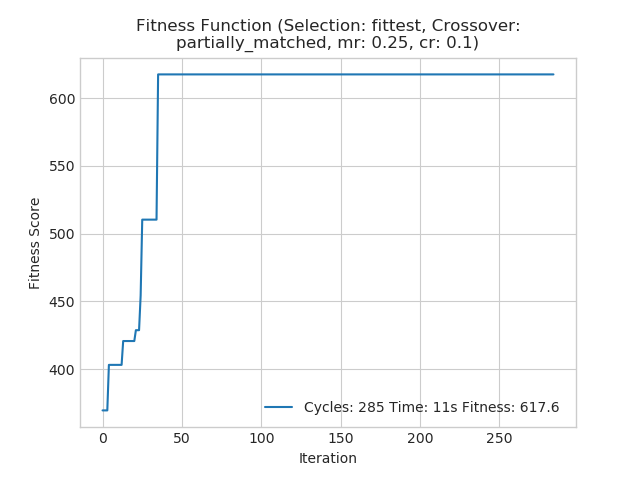 Fitness Function (Selection: fittest, Crossover:
partially_matched, mr: 0.25, cr: 0.1)
Fitness Score
600
550
500
450
400
Cycles: 285 Time: 11s Fitness: 617.6
0 50 100 150 200 250
Iteration